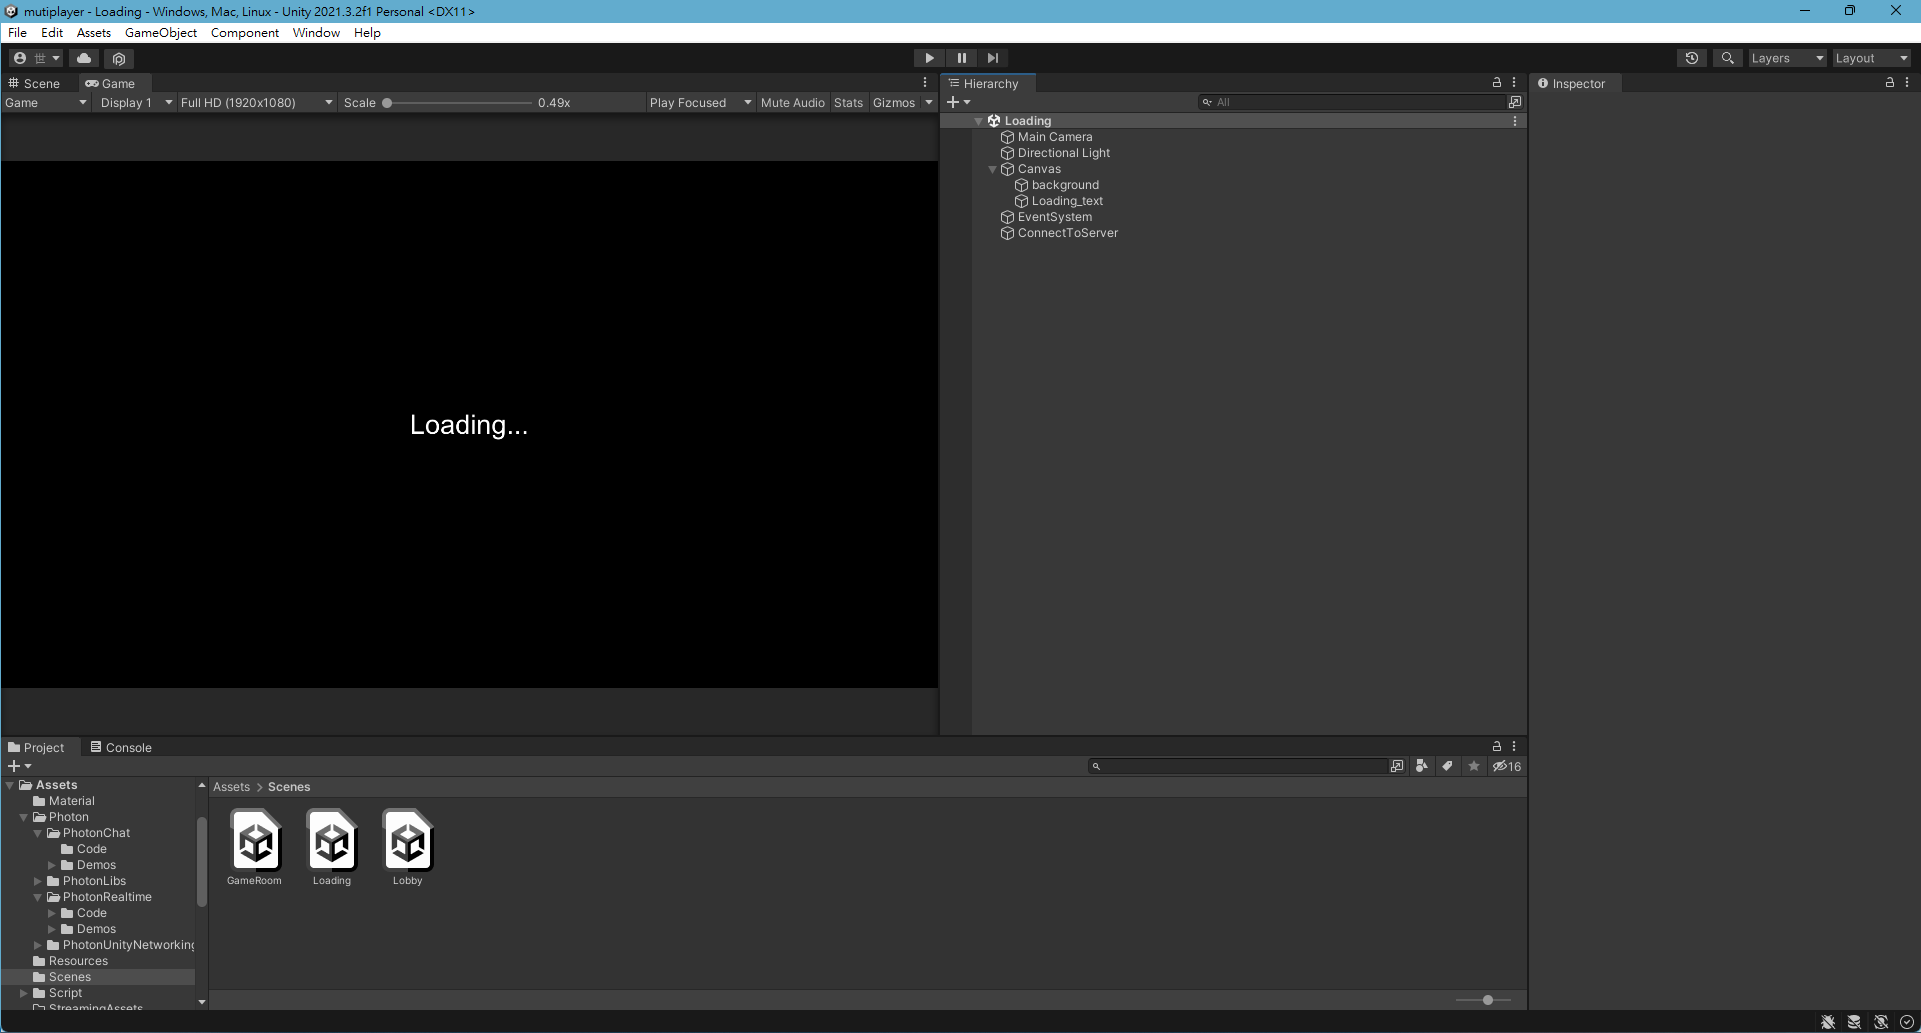 mutiplayer - Loading - Windows, Mac, Linux - Unity 2021.3.2f1 Personal <DX11>
File Edit Assets GameObject Component Window Help
Layers Layout
Scene Game
Game Display 1 Full HD (1920x1080) Scale 0.49x Play Focused Mute Audio Stats Gizmos
Loading...
Hierarchy
All
Loading
Main Camera
Directional Light
Canvas
background
Loading_text
EventSystem
ConnectToServer
Inspector
Project Console
16
Assets
Material
Photon
PhotonChat
Code
Demos
PhotonLibs
PhotonRealtime
Code
Demos
PhotonUnityNetworking
Resources
Scenes
Script
StreamingAssets
Assets > Scenes
GameRoom Loading Lobby